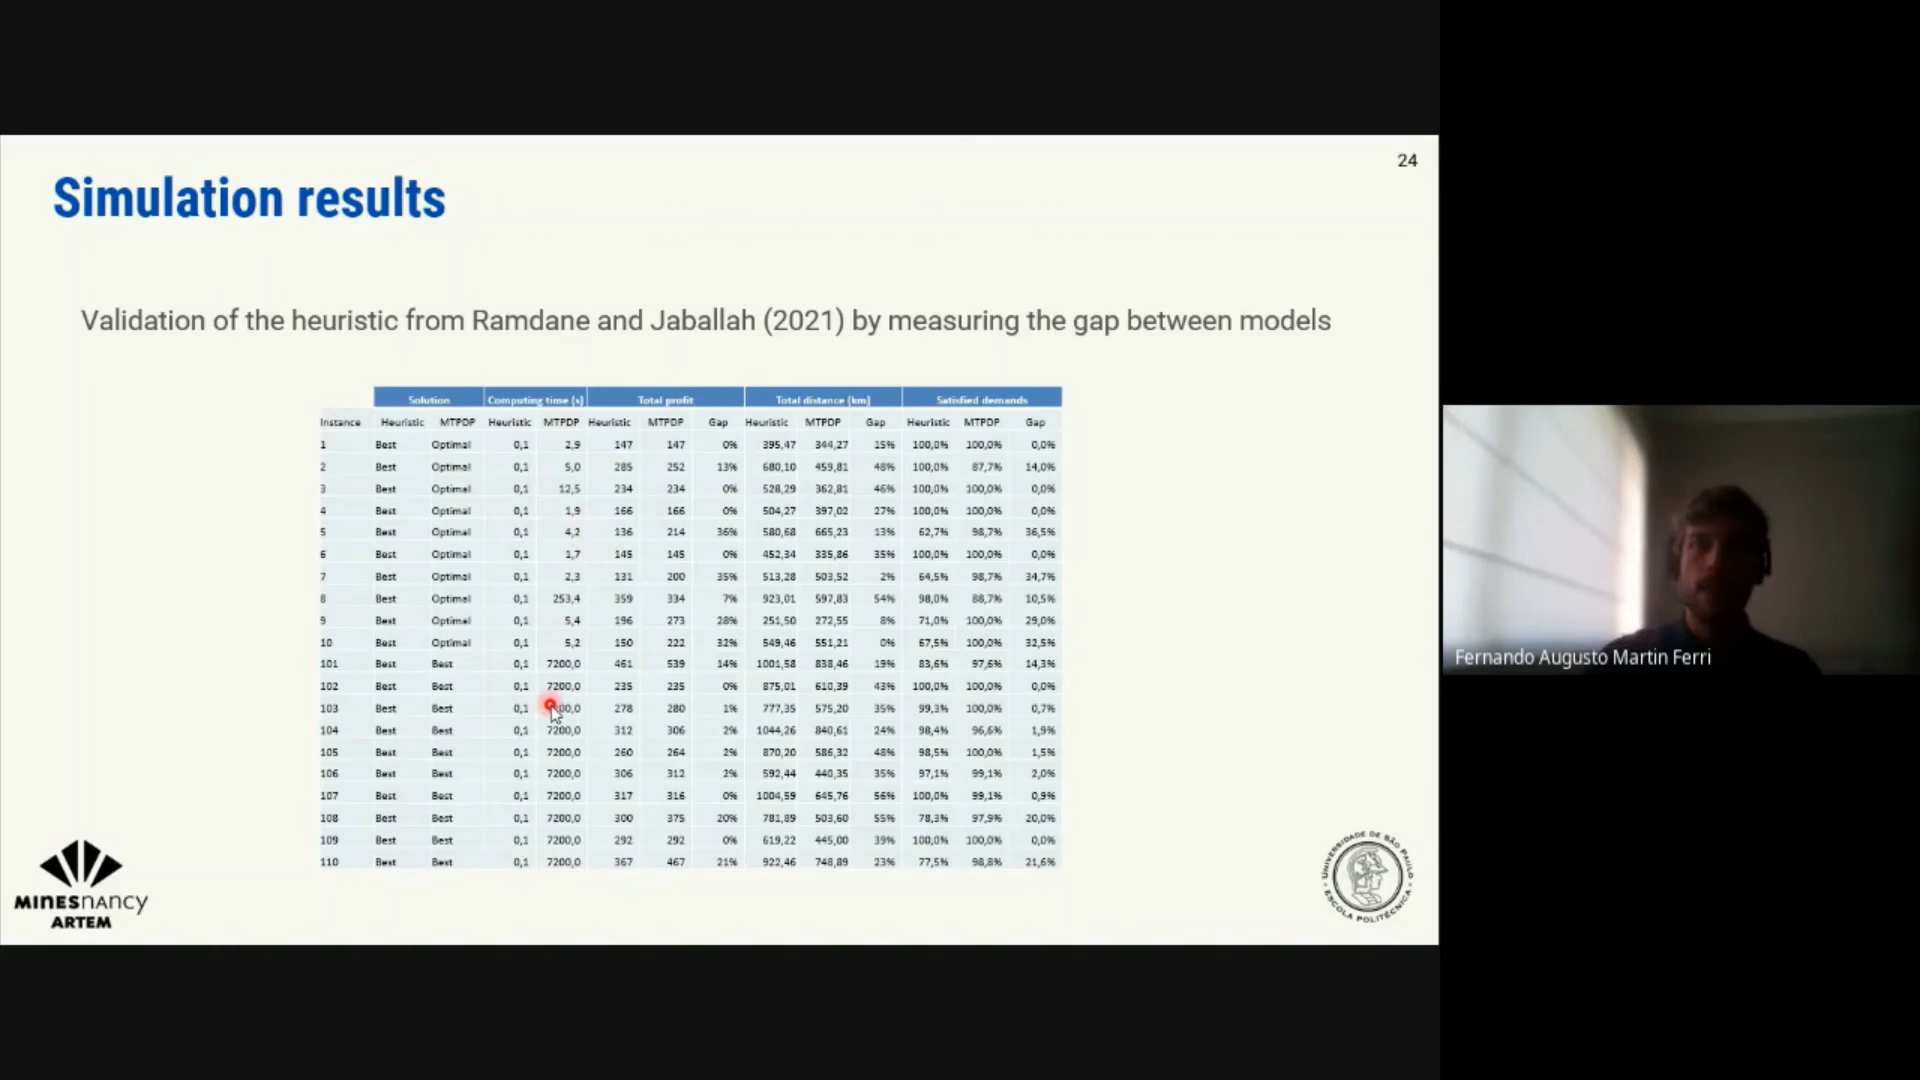 24
Simulation results
Validation of the heuristic from Ramdane and Jaballah (2021) by measuring the gap between models
Solution Computing time (s) Total profit Total distance (km) Satisfied demands
Instance Heuristic MTPDP Heuristic MTPDP Heuristic MTPDP Gap Heuristic MTPDP Gap Heuristic MTPDP Gap
1 Best Optimal 0,1 2,9 147 147 0% 395,47 344,27 15% 100,0% 100,0% 0,0%
2 Best Optimal 0,1 5,0 285 252 13% 680,10 459,81 48% 100,0% 87,7% 14,0%
3 Best Optimal 0,1 12,5 234 234 0% 528,29 362,81 46% 100,0% 100,0% 0,0%
4 Best Optimal 0,1 1,9 166 166 0% 504,27 397,02 27% 100,0% 100,0% 0,0%
5 Best Optimal 0,1 4,2 136 214 36% 580,68 665,23 13% 62,7% 98,7% 36,5%
6 Best Optimal 0,1 1,7 145 145 0% 452,34 335,86 35% 100,0% 100,0% 0,0%
7 Best Optimal 0,1 2,3 131 200 35% 513,28 503,52 2% 64,5% 98,7% 34,7%
8 Best Optimal 0,1 253,4 359 334 7% 923,01 597,83 54% 98,0% 88,7% 10,5%
9 Best Optimal 0,1 5,4 196 273 28% 251,50 272,55 8% 71,0% 100,0% 29,0%
10 Best Optimal 0,1 5,2 150 222 32% 549,46 551,21 0% 67,5% 100,0% 32,5%
101 Best Best 0,1 7200,0 461 539 14% 1001,58 838,46 19% 83,6% 97,6% 14,3%
102 Best Best 0,1 7200,0 235 235 0% 875,01 610,39 43% 100,0% 100,0% 0,0%
103 Best Best 0,1 278 280 1% 777,35 575,20 35% 99,3% 100,0% 0,7%
104 Best Best 0,1 7200,0 312 306 2% 1044,26 840,61 24% 98,4% 96,6% 1,9%
105 Best Best 0,1 7200,0 260 264 2% 870,20 586,32 48% 98,5% 100,0% 1,5%
106 Best Best 0,1 7200,0 306 312 2% 592,44 440,35 35% 97,1% 99,1% 2,0%
107 Best Best 0,1 7200,0 317 316 0% 1004,59 645,76 56% 100,0% 99,1% 0,9%
108 Best Best 0,1 7200,0 300 375 20% 781,89 503,60 55% 78,3% 97,9% 20,0%
109 Best Best 0,1 7200,0 292 292 0% 619,22 445,00 39% 100,0% 100,0% 0,0%
110 Best Best 0,1 7200,0 367 467 21% 922,46 748,89 23% 77,5% 98,8% 21,6%
MINESNANCY
ARTEM
UNIVERSIDADE DE SÃO PAULO
ESCOLA POLITÉCNICA
Fernando Augusto Martin Ferri